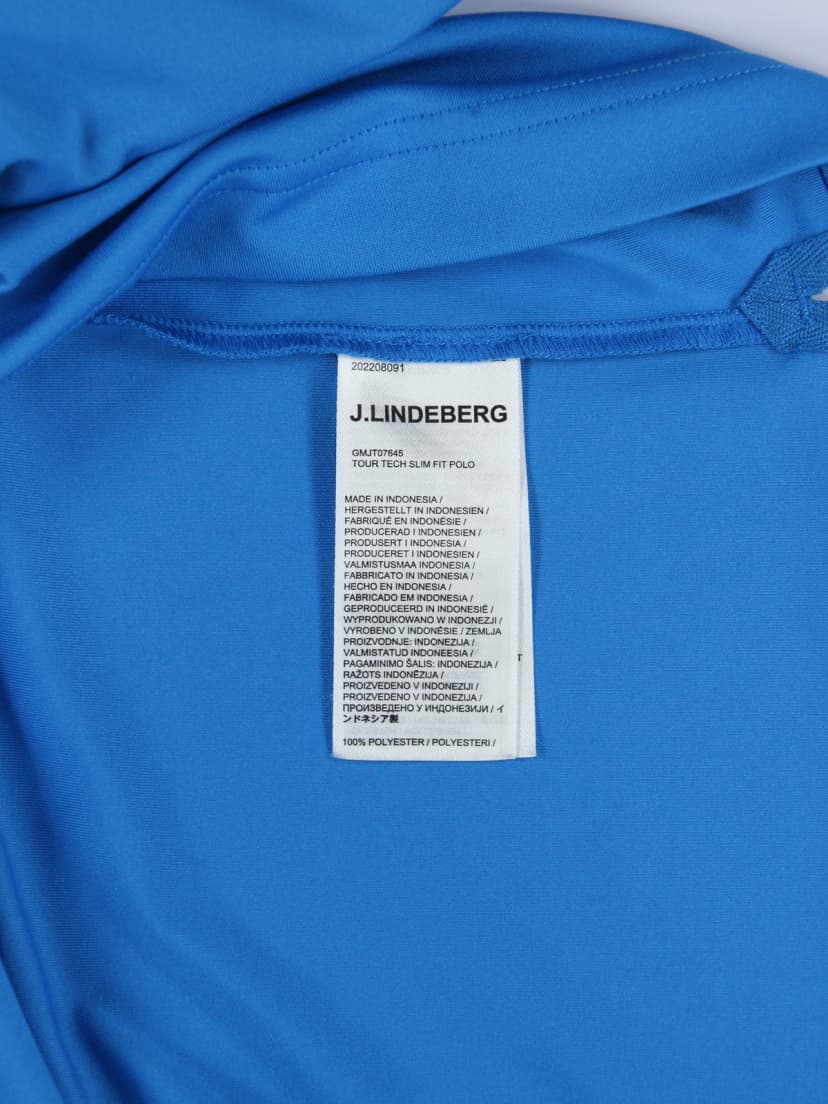 202208091
J.LINDEBERG
GMJT07645
TOUR TECH SLIM FIT POLO
MADE IN INDONESIA /
HERGESTELLT IN INDONESIEN /
FABRIQUÉ EN INDONÉSIE /
PRODUCERAD I INDONESIEN /
PRODUSERT I INDONESIA /
PRODUCERET I INDONESIEN /
VALMISTUSMAA INDONESIA /
FABBRICATO IN INDONESIA /
HECHO EN INDONESIA /
FABRICADO EM INDONESIA /
GEPRODUCEERD IN INDONESIË /
WYPRODUKOWANO W INDONEZJI /
VYROBENO V INDONÉSIE / ZEMLJA
PROIZVODNJE: INDONEZIJA /
VALMISTATUD INDONEESIA /
PAGAMINIMO ŠALIS: INDONEZIJA /
RAŽOTS INDONĒZIJA /
PROIZVEDENO V INDONEZIJI /
PROIZVEDENO V INDONEZIJA /
ПРОИЗВЕДЕНО У ИНДОНЕЗИЈИ / イ
ンドネシア製
100% POLYESTER / POLYESTERI /
T